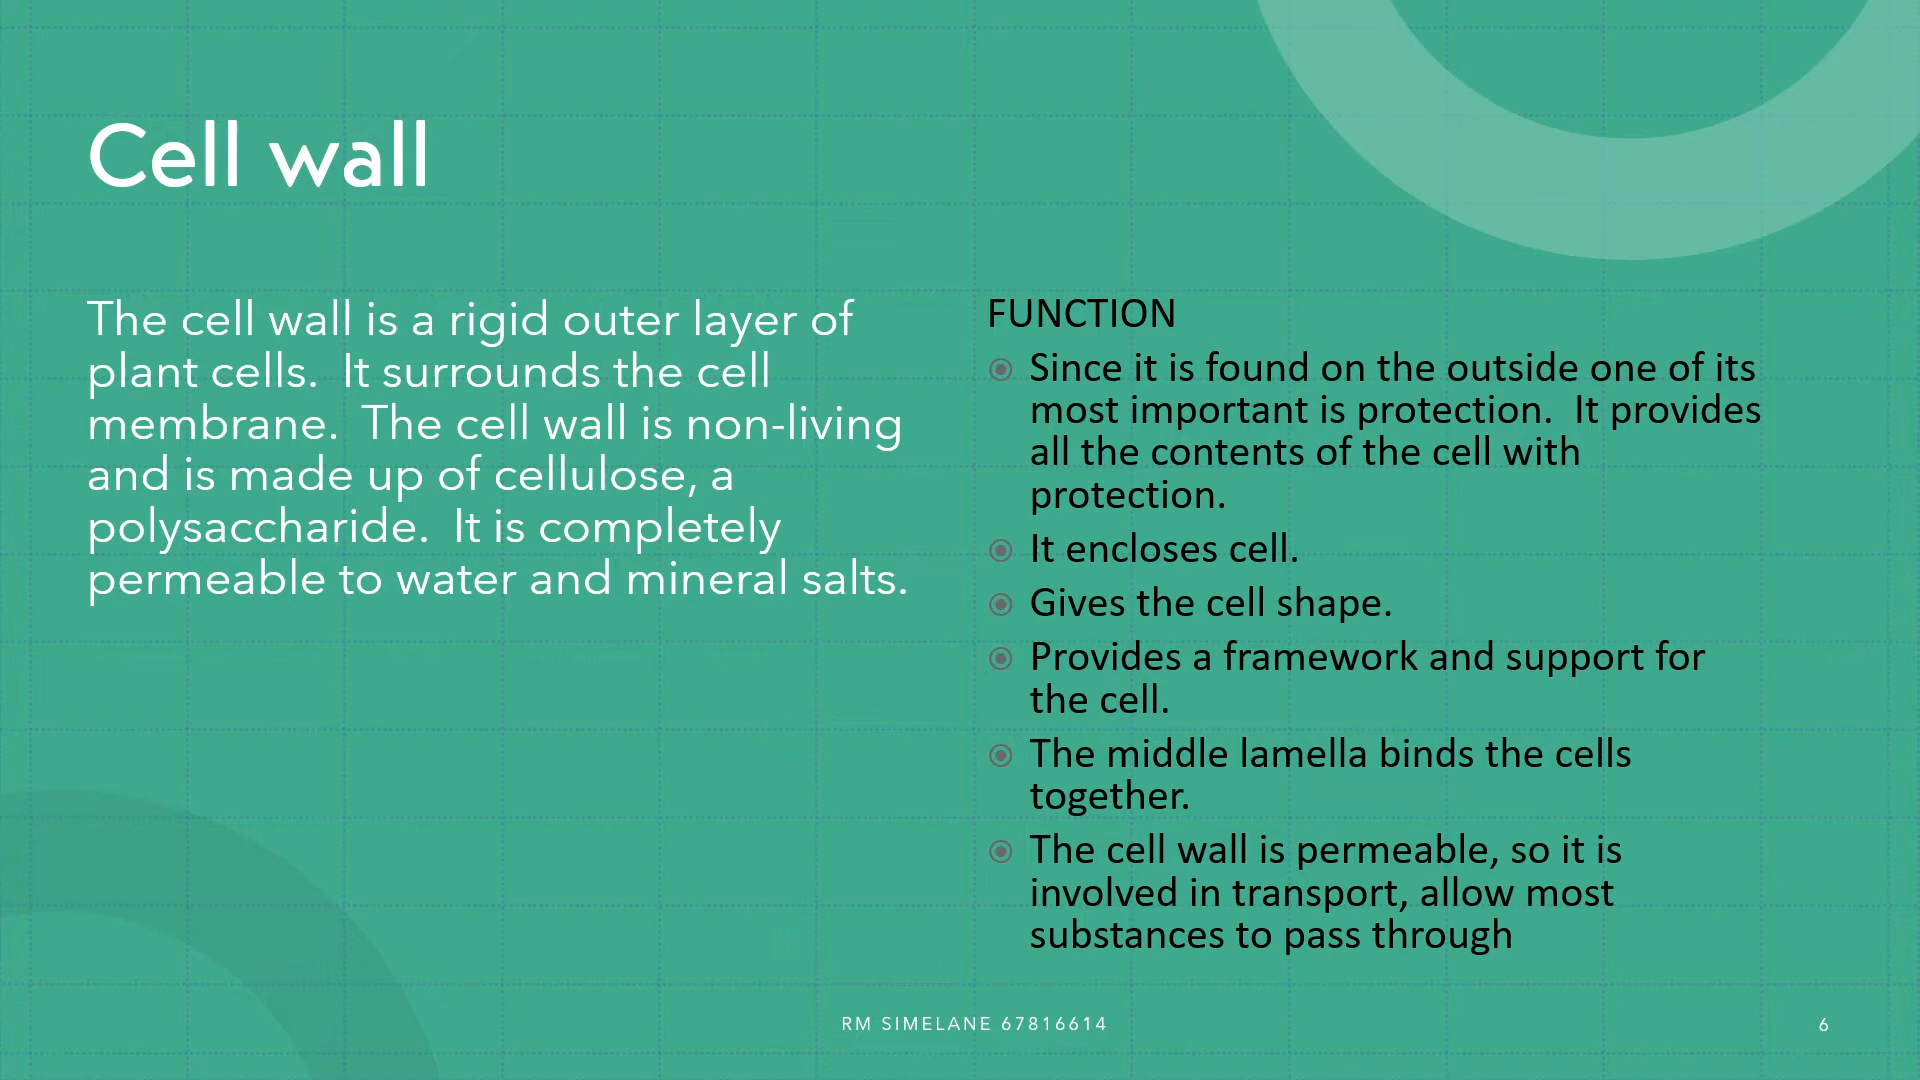 Cell wall
The cell wall is a rigid outer layer of
plant cells.  It surrounds the cell
membrane.  The cell wall is non-living
and is made up of cellulose, a
polysaccharide.  It is completely
permeable to water and mineral salts.
FUNCTION
Since it is found on the outside one of its
most important is protection.  It provides
all the contents of the cell with
protection.
It encloses cell.
Gives the cell shape.
Provides a framework and support for
the cell.
The middle lamella binds the cells
together.
The cell wall is permeable, so it is
involved in transport, allow most
substances to pass through
RM SIMELANE 67816614
6